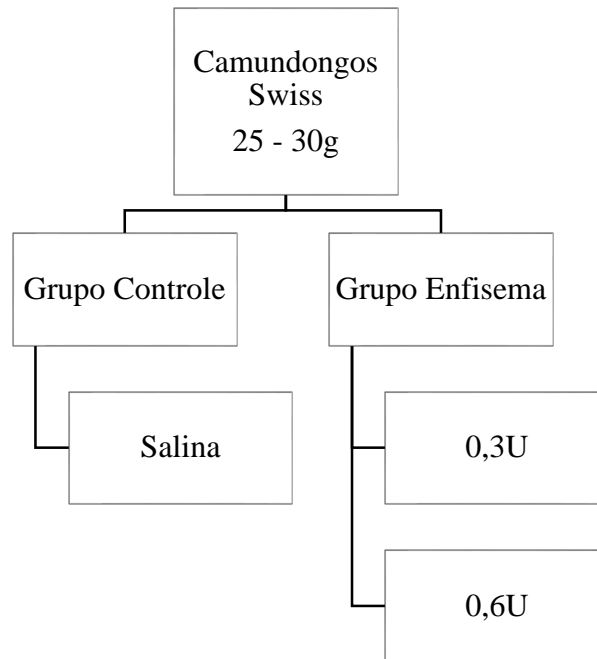 Camundongos
Swiss
25 - 30g
Grupo Controle
Grupo Enfisema
Salina
0,3U
0,6U